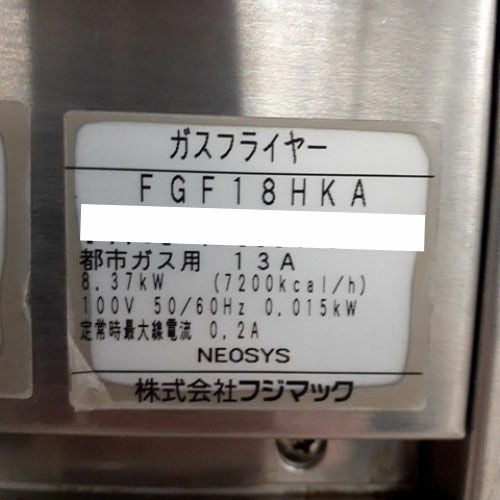 ガスフライヤー
FGF18HKA
都市ガス用 13A
8.37kW (7200kcal/h)
100V 50/60Hz 0.015kW
定常時最大線電流 0.2A
NEOSYS
株式会社フジマック